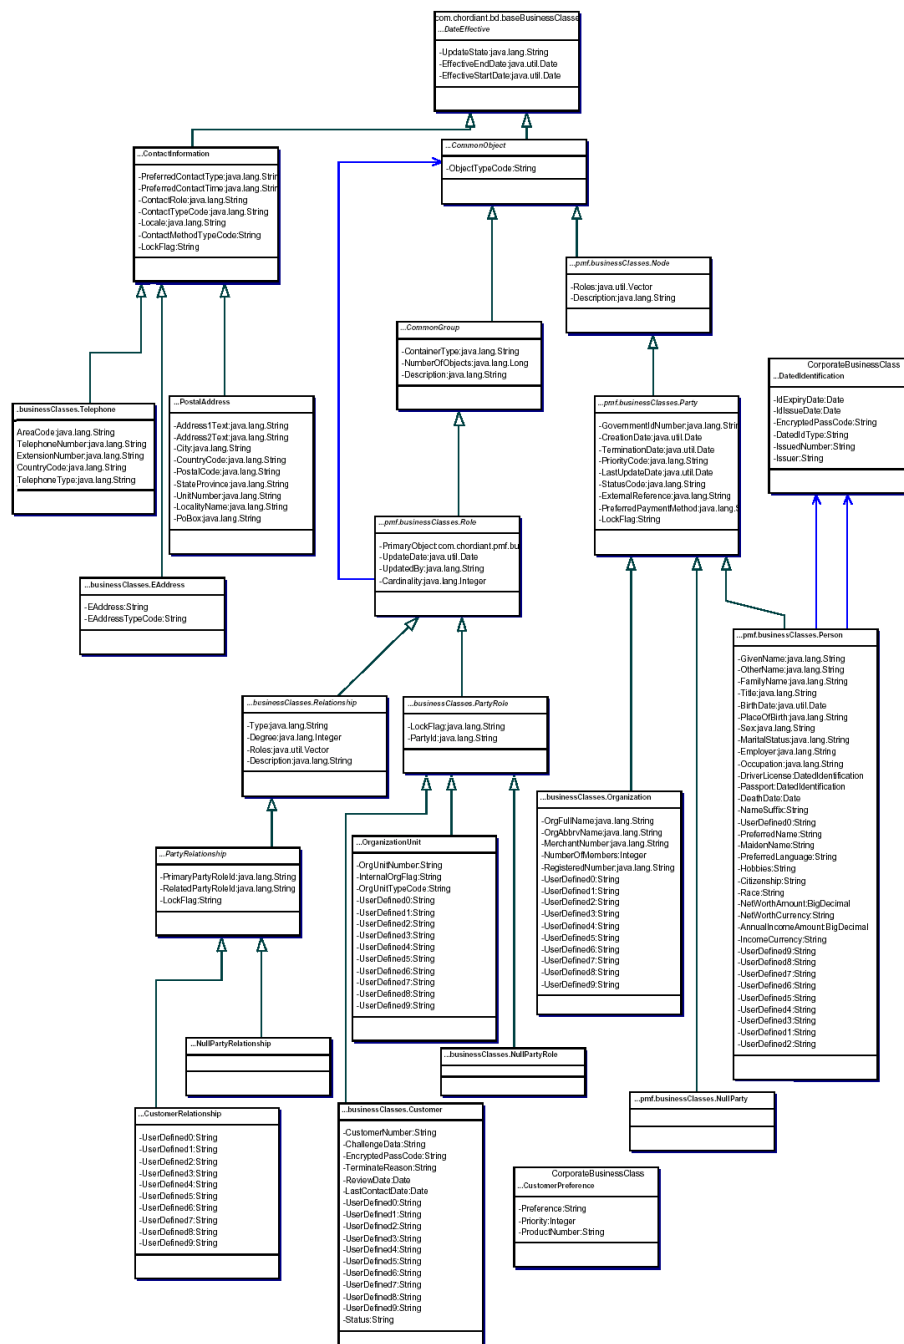 com.chordiant.bd.baseBusinessClasse
...DateEffective
-UpdateState:java.lang.String
-EffectiveEndDate:java.util.Date
-EffectiveStartDate:java.util.Date
...ContactInformation
-PreferredContactType:java.lang.Strin
-PreferredContactTime:java.lang.Strin
-ContactRole:java.lang.String
-ContactTypeCode:java.lang.String
-Locale:java.lang.String
-ContactMethodTypeCode:java.lang.String
-LockFlag:String
...CommonObject
-ObjectTypeCode:String
...pmf.businessClasses.Node
-Roles:java.util.Vector
-Description:java.lang.String
...CommonGroup
-ContainerType:java.lang.String
-NumberOfObjects:java.lang.Long
-Description:java.lang.String
CorporateBusinessClass
...DatedIdentification
-IdExpiryDate:Date
-IdIssueDate:Date
-EncryptedPassCode:String
-DatedIdType:String
-IssuedNumber:String
-Issuer:String
..businessClasses.Telephone
AreaCode:java.lang.String
TelephoneNumber:java.lang.String
ExtensionNumber:java.lang.String
CountryCode:java.lang.String
TelephoneType:java.lang.String
...PostalAddress
-Address1Text:java.lang.String
-Address2Text:java.lang.String
-City:java.lang.String
-CountryCode:java.lang.String
-PostalCode:java.lang.String
-StateProvince:java.lang.String
-UnitNumber:java.lang.String
-LocalityName:java.lang.String
-PoBox:java.lang.String
...pmf.businessClasses.Party
-GovernmentIdNumber:java.lang.Strin
-CreationDate:java.util.Date
-TerminationDate:java.util.Date
-PriorityCode:java.lang.String
-LastUpdateDate:java.util.Date
-StatusCode:java.lang.String
-ExternalReference:java.lang.String
-PreferredPaymentMethod:java.lang.S
-LockFlag:String
...pmf.businessClasses.Role
-PrimaryObject:com.chordiant.pmf.bu
-UpdateDate:java.util.Date
-UpdatedBy:java.lang.String
-Cardinality:java.lang.Integer
...businessClasses.EAddress
-EAddress:String
-EAddressTypeCode:String
...pmf.businessClasses.Person
-GivenName:java.lang.String
-OtherName:java.lang.String
-FamilyName:java.lang.String
-Title:java.lang.String
-BirthDate:java.util.Date
-PlaceOfBirth:java.lang.String
-Sex:java.lang.String
-MaritalStatus:java.lang.String
-Employer:java.lang.String
-Occupation:java.lang.String
-DriverLicense:DatedIdentification
-Passport:DatedIdentification
-DeathDate:Date
-NameSuffix:String
-UserDefined0:String
-PreferredName:String
-MaidenName:String
-PreferredLanguage:String
-Hobbies:String
-Citizenship:String
-Race:String
-NetWorthAmount:BigDecimal
-NetWorthCurrency:String
-AnnualIncomeAmount:BigDecimal
-IncomeCurrency:String
-UserDefined9:String
-UserDefined8:String
-UserDefined7:String
-UserDefined6:String
-UserDefined5:String
-UserDefined4:String
-UserDefined3:String
-UserDefined1:String
-UserDefined2:String
...businessClasses.Relationship
-Type:java.lang.String
-Degree:java.lang.Integer
-Roles:java.util.Vector
-Description:java.lang.String
...businessClasses.PartyRole
-LockFlag:java.lang.String
-PartyId:java.lang.String
...businessClasses.Organization
-OrgFullName:java.lang.String
-OrgAbbrvName:java.lang.String
-MerchantNumber:java.lang.String
-NumberOfMembers:Integer
-RegisteredNumber:java.lang.String
-UserDefined0:String
-UserDefined1:String
-UserDefined2:String
-UserDefined3:String
-UserDefined4:String
-UserDefined5:String
-UserDefined6:String
-UserDefined7:String
-UserDefined8:String
-UserDefined9:String
...PartyRelationship
-PrimaryPartyRoleId:java.lang.String
-RelatedPartyRoleId:java.lang.String
-LockFlag:String
...OrganizationUnit
-OrgUnitNumber:String
-InternalOrgFlag:String
-OrgUnitTypeCode:String
-UserDefined0:String
-UserDefined1:String
-UserDefined2:String
-UserDefined3:String
-UserDefined4:String
-UserDefined5:String
-UserDefined6:String
-UserDefined7:String
-UserDefined8:String
-UserDefined9:String
...NullPartyRelationship
...businessClasses.NullPartyRole
...pmf.businessClasses.NullParty
...CustomerRelationship
-UserDefined0:String
-UserDefined1:String
-UserDefined2:String
-UserDefined3:String
-UserDefined4:String
-UserDefined5:String
-UserDefined6:String
-UserDefined7:String
-UserDefined8:String
-UserDefined9:String
...businessClasses.Customer
-CustomerNumber:String
-ChallengeData:String
-EncryptedPassCode:String
-TerminateReason:String
-ReviewDate:Date
-LastContactDate:Date
-UserDefined0:String
-UserDefined1:String
-UserDefined2:String
-UserDefined3:String
-UserDefined4:String
-UserDefined5:String
-UserDefined6:String
-UserDefined7:String
-UserDefined8:String
-UserDefined9:String
-Status:String
CorporateBusinessClass
...CustomerPreference
-Preference:String
-Priority:Integer
-ProductNumber:String